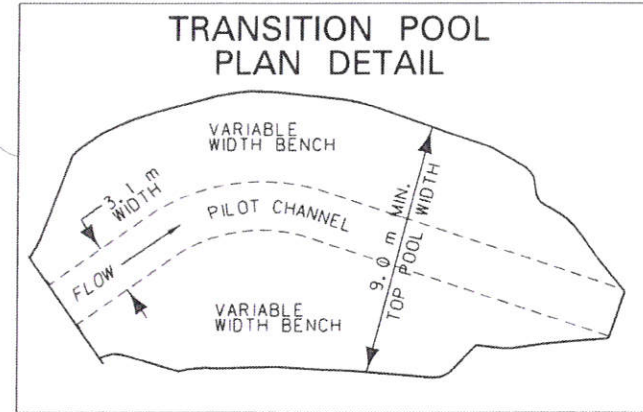 TRANSITION POOL
PLAN DETAIL
VARIABLE
WIDTH BENCH
3.1 m
WIDTH
PILOT CHANNEL
FLOW
9.0 m MIN.
TOP POOL WIDTH
VARIABLE
WIDTH BENCH